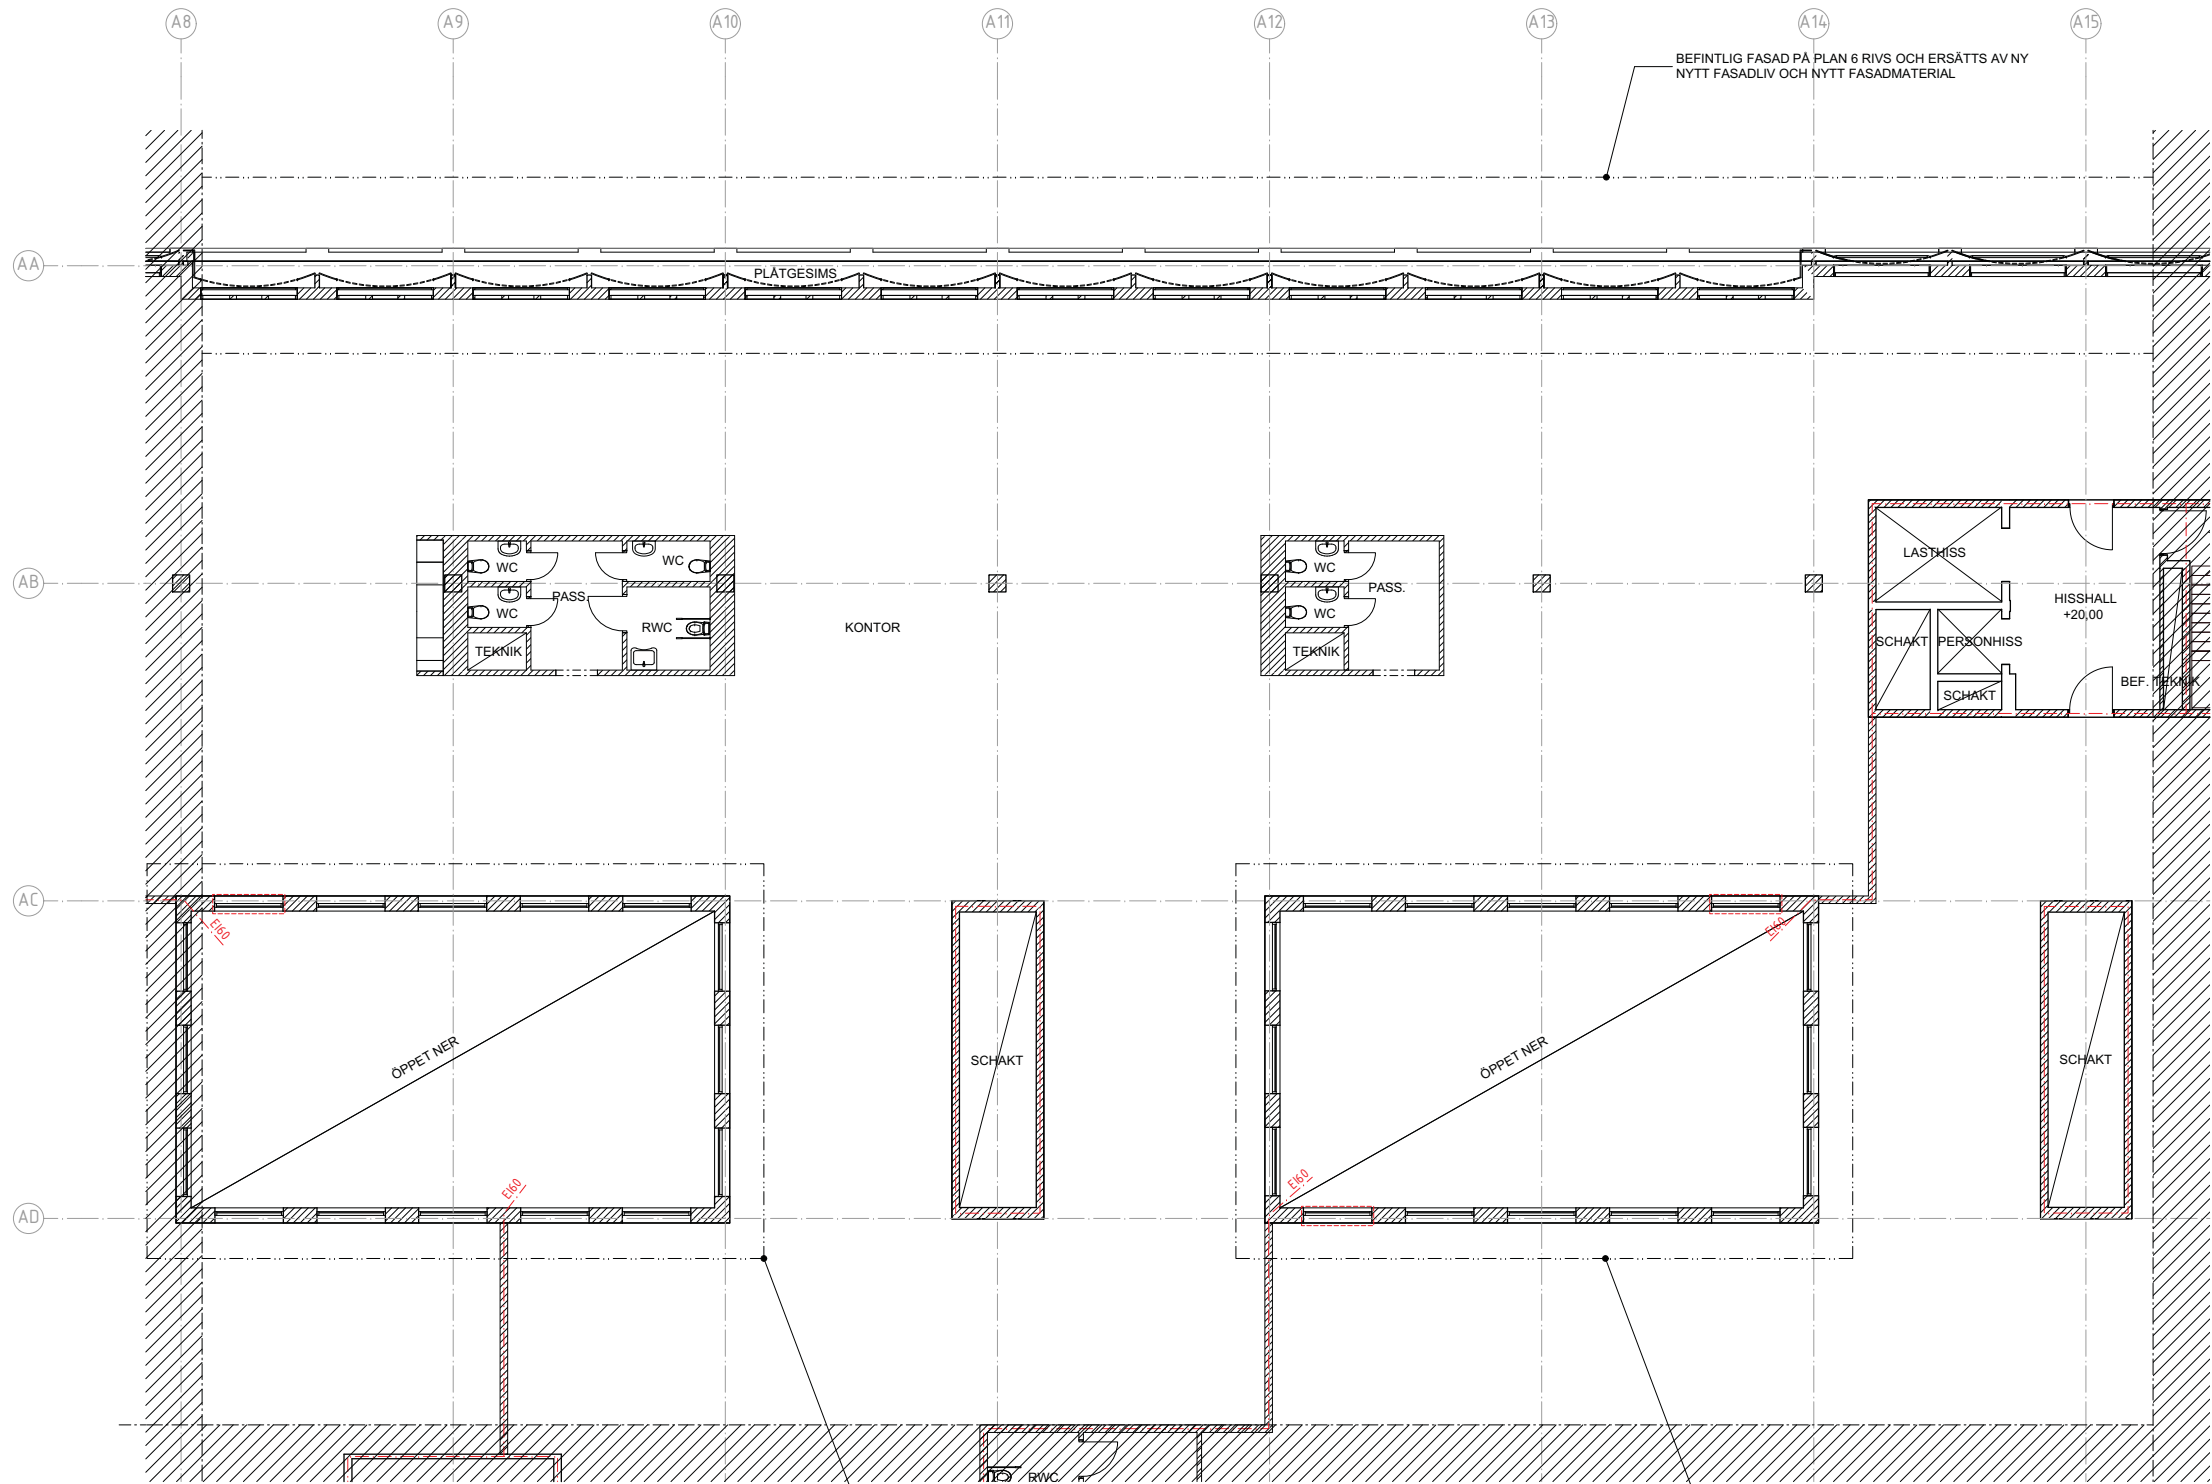 A8
A9
A10
A11
A12
A13
A14
A15
BEFINTLIG FASAD PÅ PLAN 6 RIVS OCH ERSÄTTS AV NY
NYTT FASADLIV OCH NYTT FASADMATERIAL
AA
PLÅTGESIMS
LASTHISS
WC
WC
WC
PASS.
AB
PASS.
HISSHALL
+20,00
WC
RWC
KONTOR
WC
SCHAKT
PERSONHISS
TEKNIK
TEKNIK
BEF. TEKNIK
SCHAKT
AC
EI60
EI60
ÖPPET NER
SCHAKT
ÖPPET NER
SCHAKT
EI60
EI60
AD
RWC